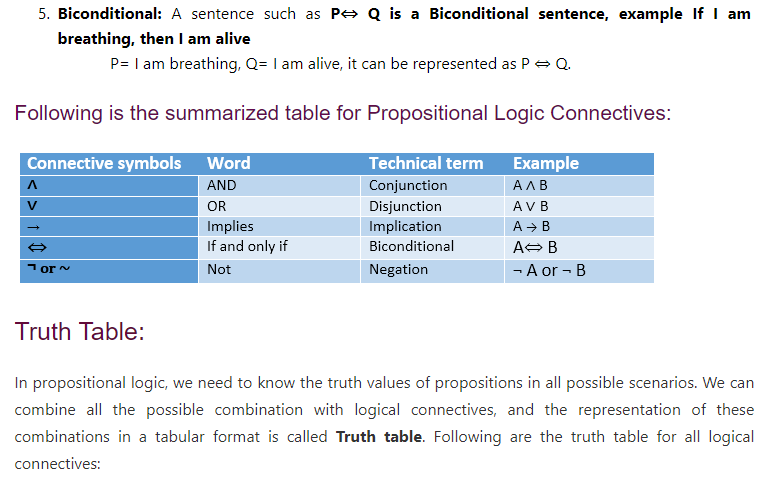 5. Biconditional: A sentence such as P⇔ Q is a Biconditional sentence, example If I am
breathing, then I am alive
P= I am breathing, Q= I am alive, it can be represented as P ⇔ Q.
Following is the summarized table for Propositional Logic Connectives:
Connective symbols Word Technical term Example
∧ AND Conjunction A ∧ B
∨ OR Disjunction A ∨ B
→ Implies Implication A → B
⇔ If and only if Biconditional A⇔ B
¬ or ~ Not Negation ¬ A or ¬ B
Truth Table:
In propositional logic, we need to know the truth values of propositions in all possible scenarios. We can
combine all the possible combination with logical connectives, and the representation of these
combinations in a tabular format is called Truth table. Following are the truth table for all logical
connectives: